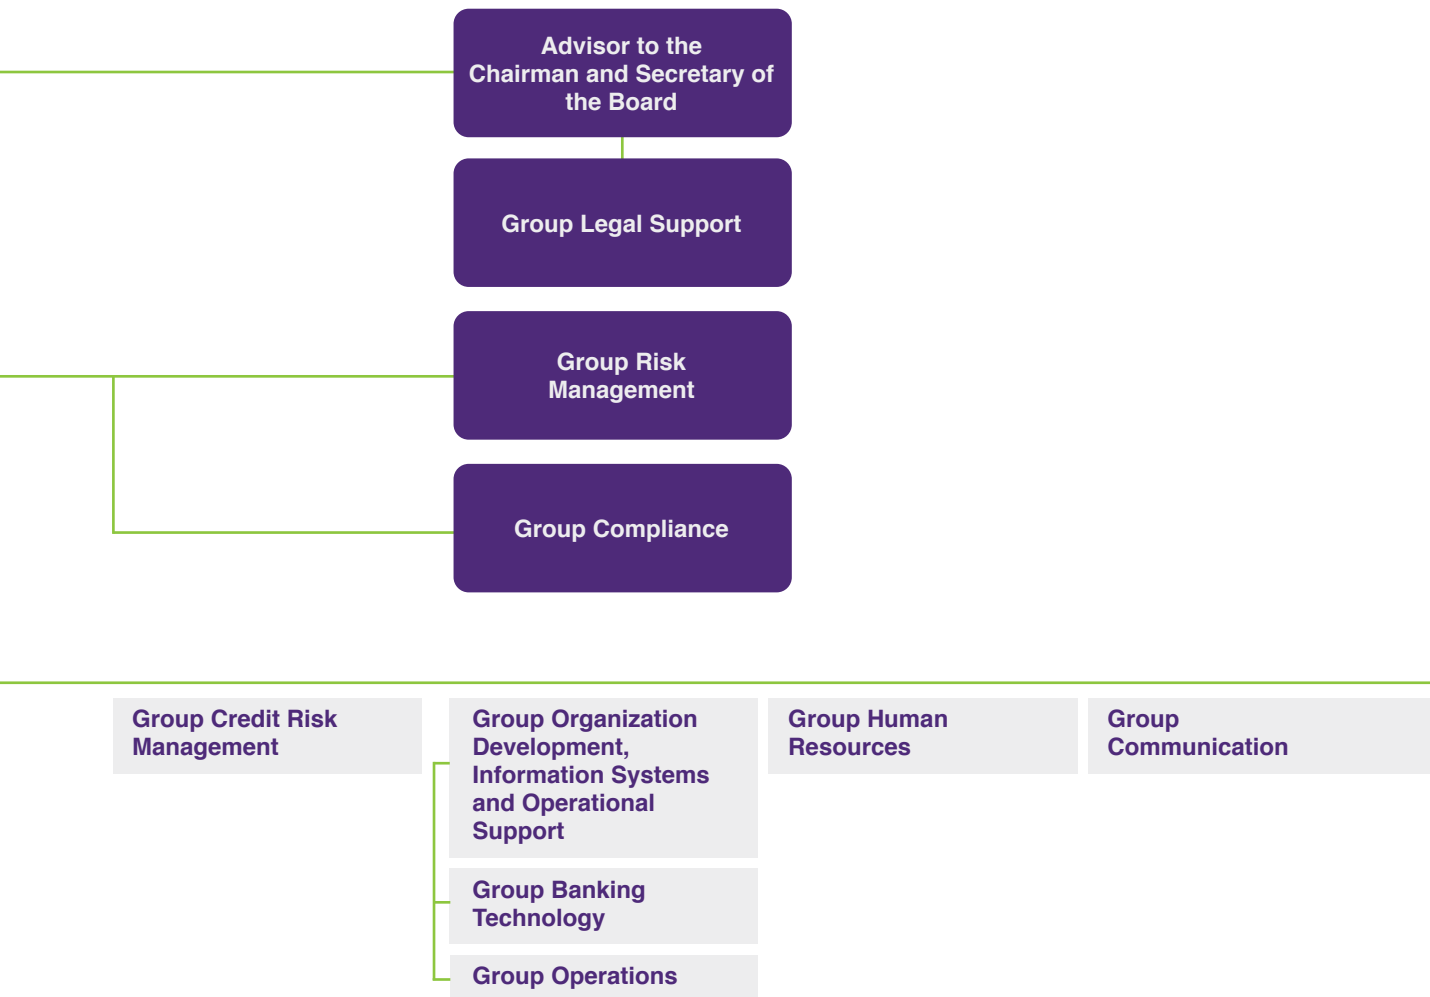 Advisor to the
Chairman and Secretary of
the Board
Group Legal Support
Group Risk
Management
Group Compliance
Group Credit Risk
Management
Group Organization
Development,
Information Systems
and Operational
Support
Group Banking
Technology
Group Operations
Group Human
Resources
Group
Communication